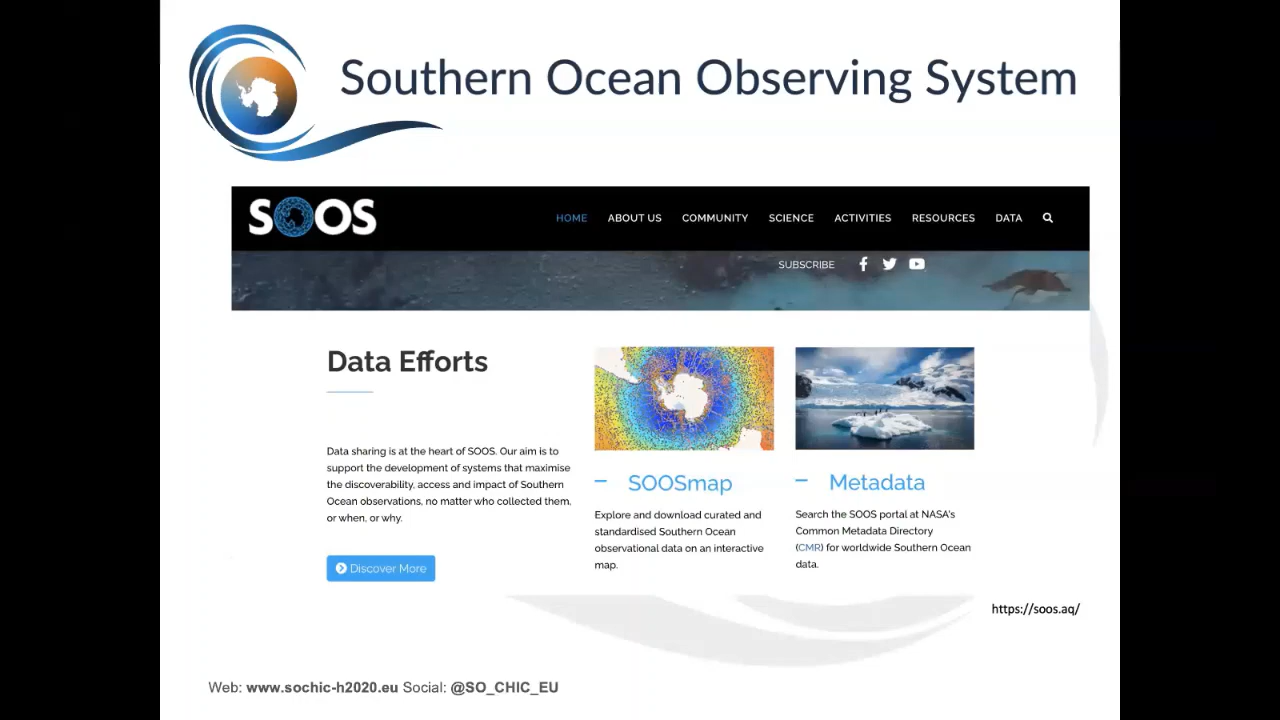 Southern Ocean Observing System
SOOS
HOME ABOUT US COMMUNITY SCIENCE ACTIVITIES RESOURCES DATA
SUBSCRIBE
Data Efforts
Data sharing is at the heart of SOOS. Our aim is to
support the development of systems that maximise
the discoverability, access and impact of Southern
Ocean observations, no matter who collected them,
or when, or why.
Discover More
SOOSmap
Explore and download curated and
standardised Southern Ocean
observational data on an interactive
map.
Metadata
Search the SOOS portal at NASA's
Common Metadata Directory
(CMR) for worldwide Southern Ocean
data.
https://soos.aq/
Web: www.sochic-h2020.eu Social: @SO_CHIC_EU